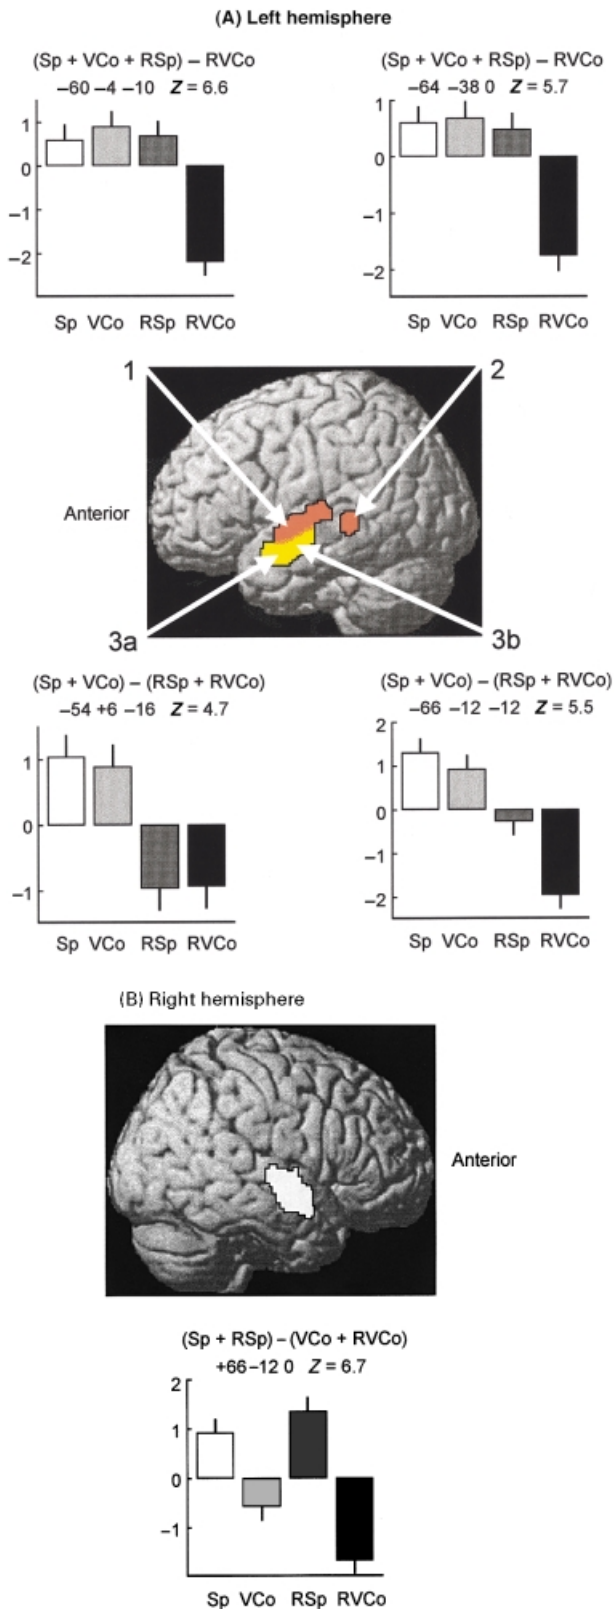 (A) Left hemisphere
(Sp + VCo + RSp) – RVCo
–60 –4 –10 Z = 6.6
1
0
–1
–2
Sp VCo RSp RVCo
(Sp + VCo + RSp) – RVCo
–64 –38 0 Z = 5.7
1
0
–1
–2
Sp VCo RSp RVCo
1
2
Anterior
3a
3b
(Sp + VCo) – (RSp + RVCo)
–54 +6 –16 Z = 4.7
1
0
–1
Sp VCo RSp RVCo
(Sp + VCo) – (RSp + RVCo)
–66 –12 –12 Z = 5.5
2
1
0
–1
–2
Sp VCo RSp RVCo
(B) Right hemisphere
Anterior
(Sp + RSp) – (VCo + RVCo)
+66 –12 0 Z = 6.7
2
1
0
–1
Sp VCo RSp RVCo